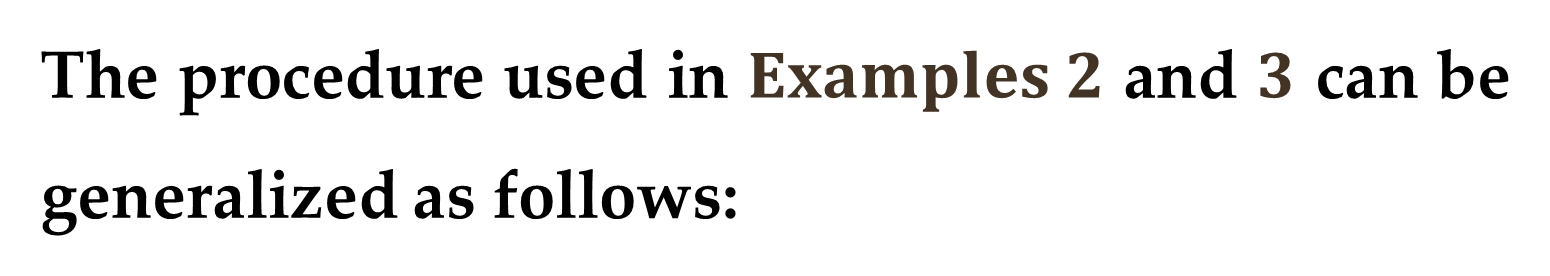 The procedure used in Examples 2 and 3 can be
generalized as follows: